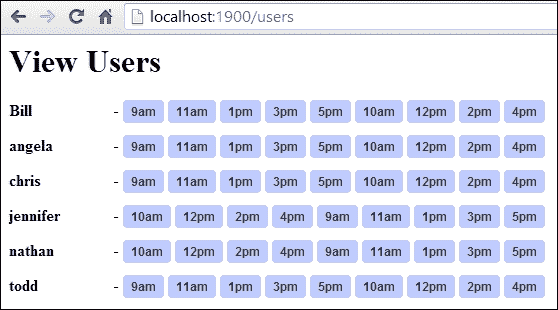 localhost:1900/users
View Users
Bill - 9am 11am 1pm 3pm 5pm 10am 12pm 2pm 4pm
angela - 9am 11am 1pm 3pm 5pm 10am 12pm 2pm 4pm
chris - 9am 11am 1pm 3pm 5pm 10am 12pm 2pm 4pm
jennifer - 10am 12pm 2pm 4pm 9am 11am 1pm 3pm 5pm
nathan - 10am 12pm 2pm 4pm 9am 11am 1pm 3pm 5pm
todd - 9am 11am 1pm 3pm 5pm 10am 12pm 2pm 4pm